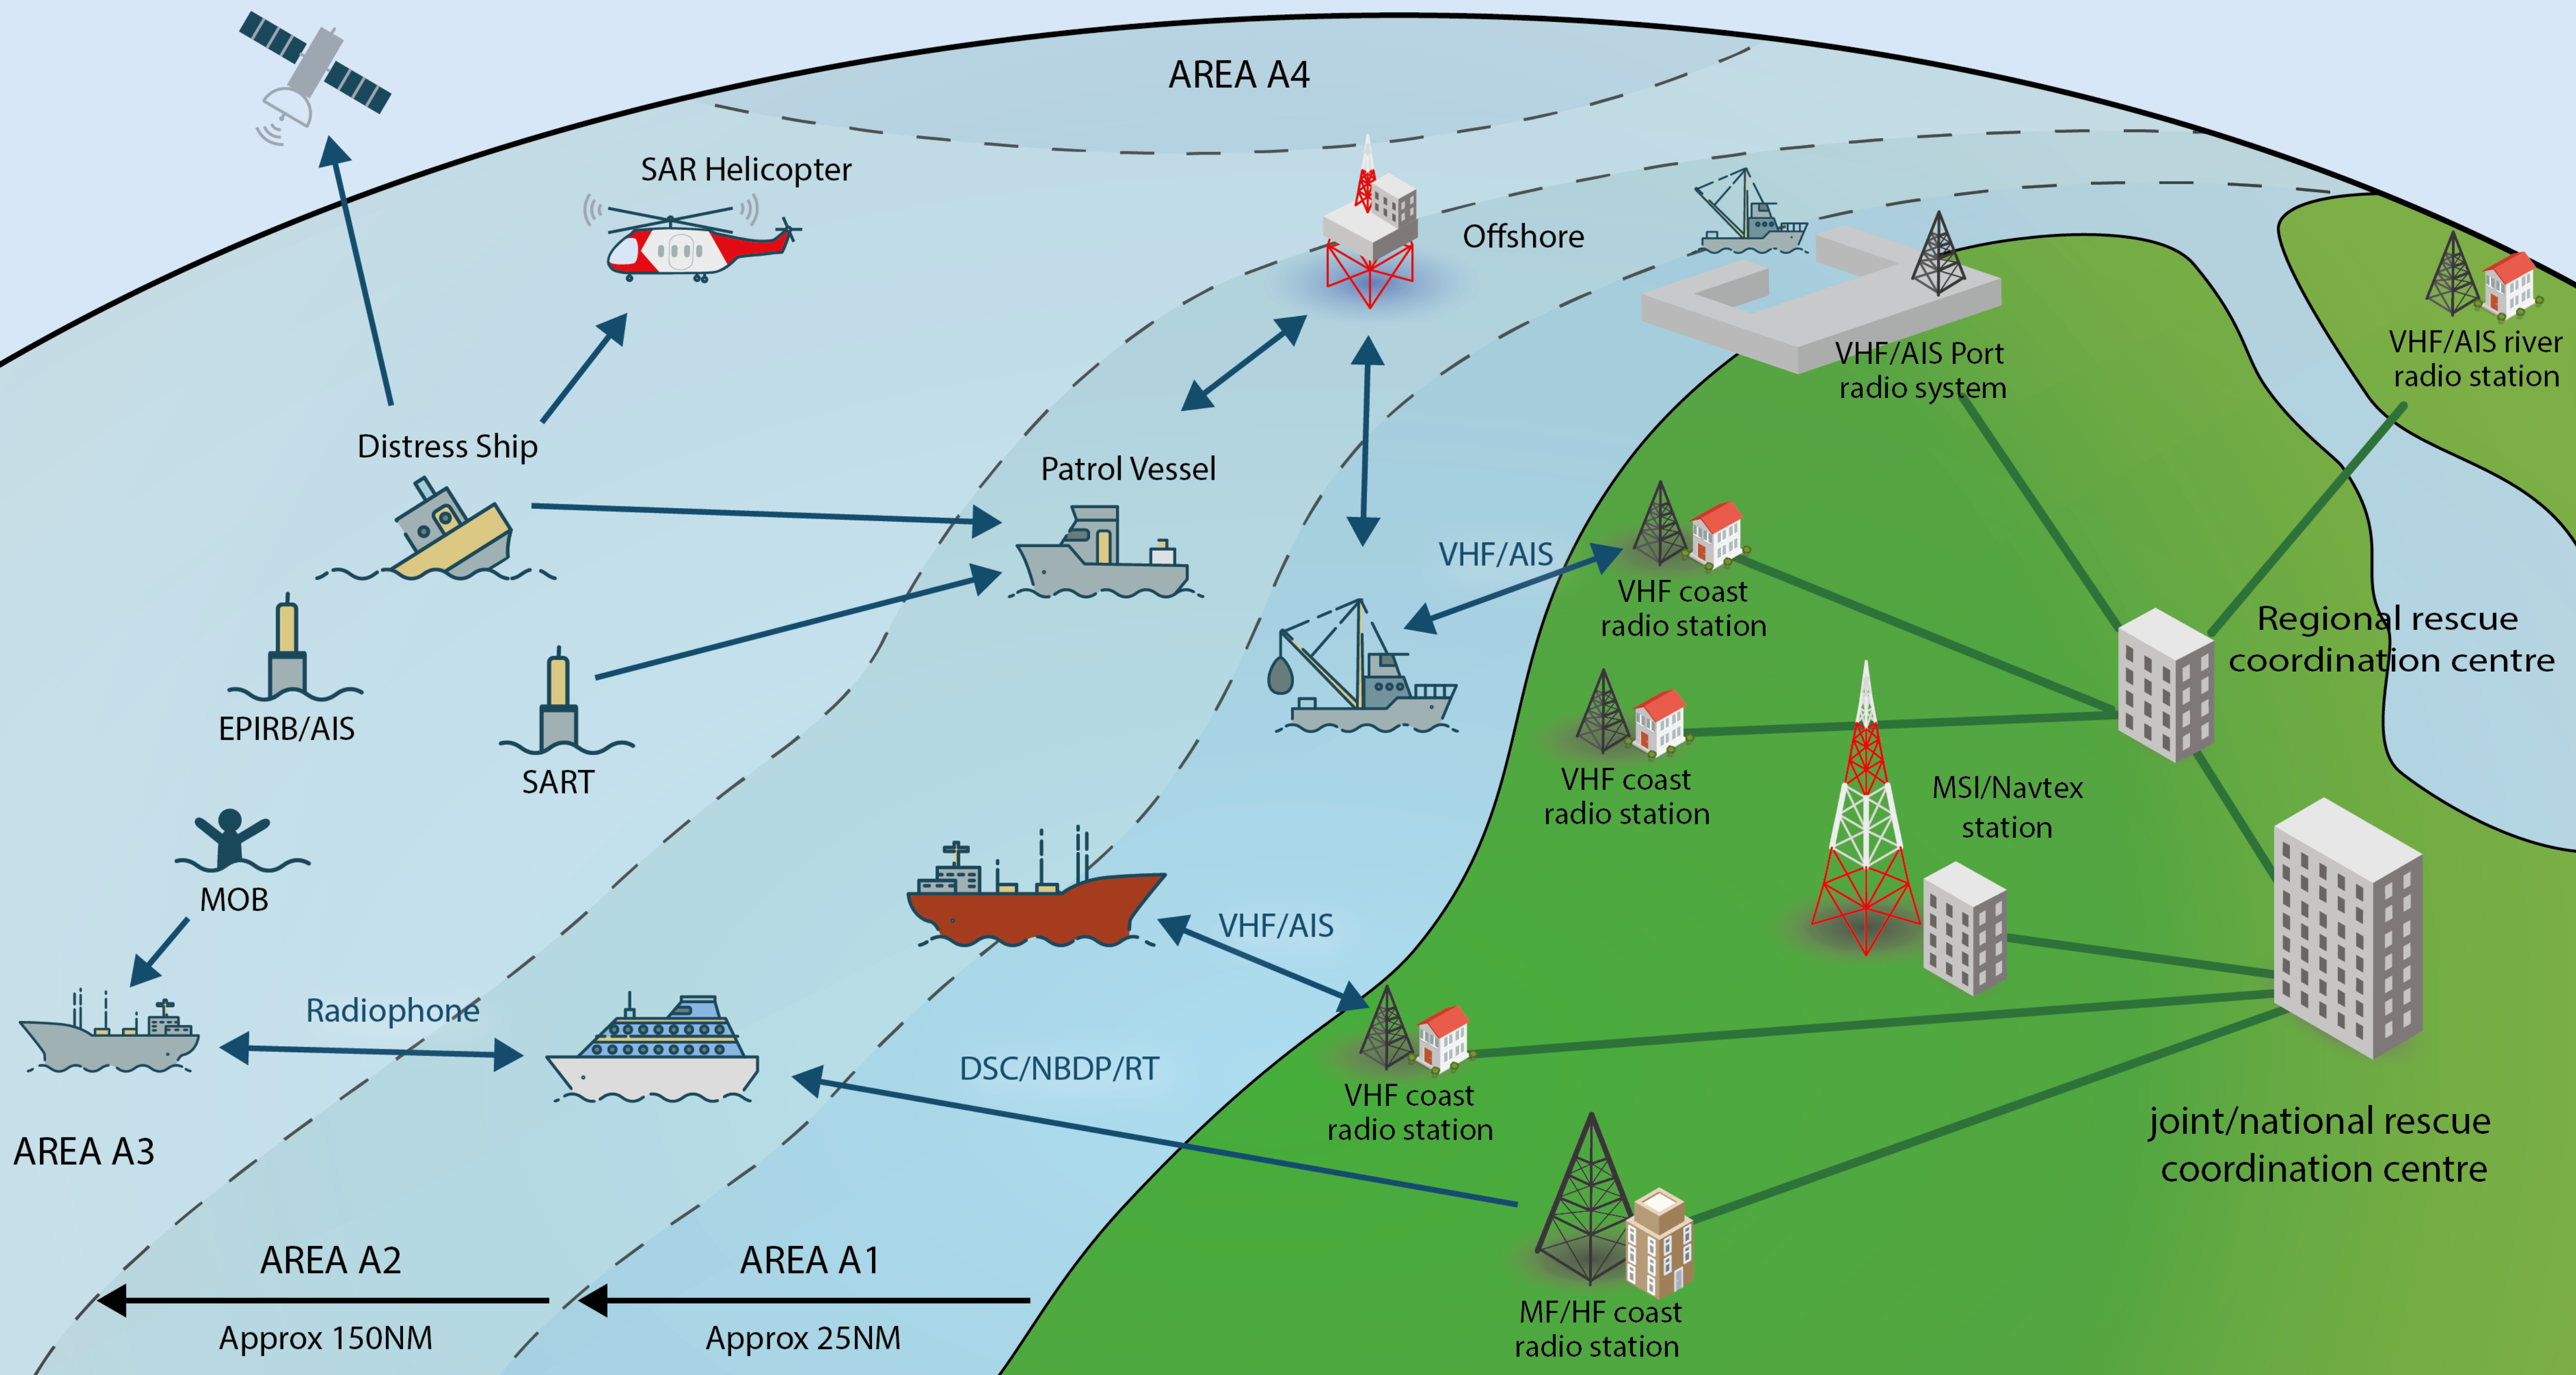 AREA A4
SAR Helicopter
Offshore
VHF/AIS Port
radio system
VHF/AIS river
radio station
Distress Ship
Patrol Vessel
VHF/AIS
VHF coast
radio station
Regional rescue
coordination centre
EPIRB/AIS
SART
VHF coast
radio station
MSI/Navtex
station
MOB
VHF/AIS
Radiophone
DSC/NBDP/RT
VHF coast
radio station
AREA A3
joint/national rescue
coordination centre
AREA A2
Approx 150NM
AREA A1
Approx 25NM
MF/HF coast
radio station